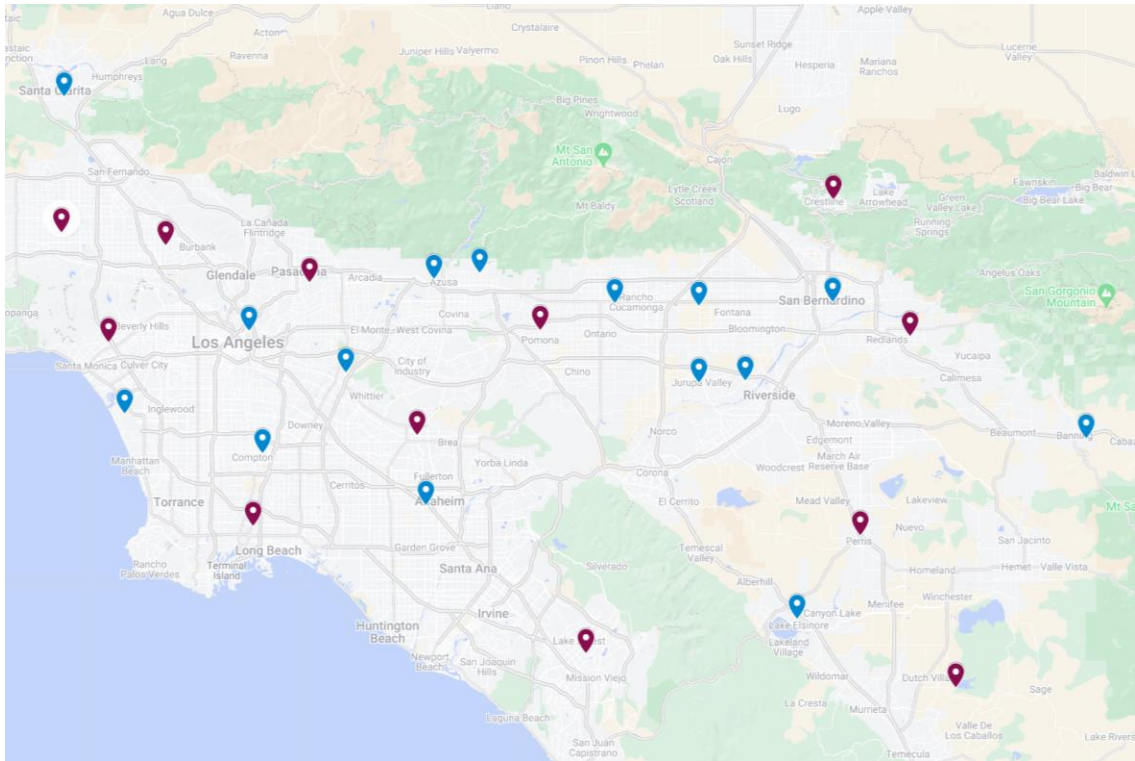 Agua Dulce
Llano
Apple Valley
Acton
Crystalaire
Lang
Ravenna
Juniper Hills
Valyermo
Pinon Hills
Phelan
Sunset Ridge
Oak Hills
Hesperia
Mariana
Ranchos
Lucerne
Valley
Humphreys
Santa Clarita
Big Pines
Wrightwood
Lugo
Mt San
Antonio
Cajon
San Fernando
Lytle Creek
Scotland
Crestline
Lake
Arrowhead
Fawnskin
Baldwin L
Big Bear
Big Bear Lake
Green
Valley Lake
Running
Springs
Mt Baldy
La Cañada
Flintridge
Burbank
Glendale
Pasadena
Arcadia
Azusa
Angelus Oaks
San Gorgonio
Mountain
Rancho
Cucamonga
San Bernardino
Fontana
Covina
Topanga
Beverly Hills
Los Angeles
El Monte
West Covina
Pomona
Ontario
Bloomington
Redlands
Yucaipa
Calimesa
Santa Monica
Culver City
City of
Industry
Chino
Jurupa Valley
Riverside
Whittier
Inglewood
Downey
Brea
Norco
Moreno Valley
Edgmont
Beaumont
Banning
Cabaz
Compton
Manhattan
Beach
Fullerton
Yorba Linda
Corona
Woodcrest
March Air
Reserve Base
Cerritos
Anaheim
Torrance
El Cerrito
Mead Valley
Lakeview
Mt Sa
Nuevo
Perris
San Jacinto
Long Beach
Garden Grove
Rancho
Palos Verdes
Terminal
Island
Santa Ana
Silverado
Temescal
Valley
Homeland
Hemet
Valle Vista
Alberhill
Canyon Lake
Menifee
Winchester
Irvine
Huntington
Beach
Lake Elsinore
Lakeland
Village
Lake Forest
Newport
Beach
San Joaquin
Hills
Mission Viejo
Wildomar
Dutch Village
Sage
La Cresta
Murrieta
Laguna Beach
Valle De
Los Caballos
San Juan
Capistrano
Temecula
Lake Rivers